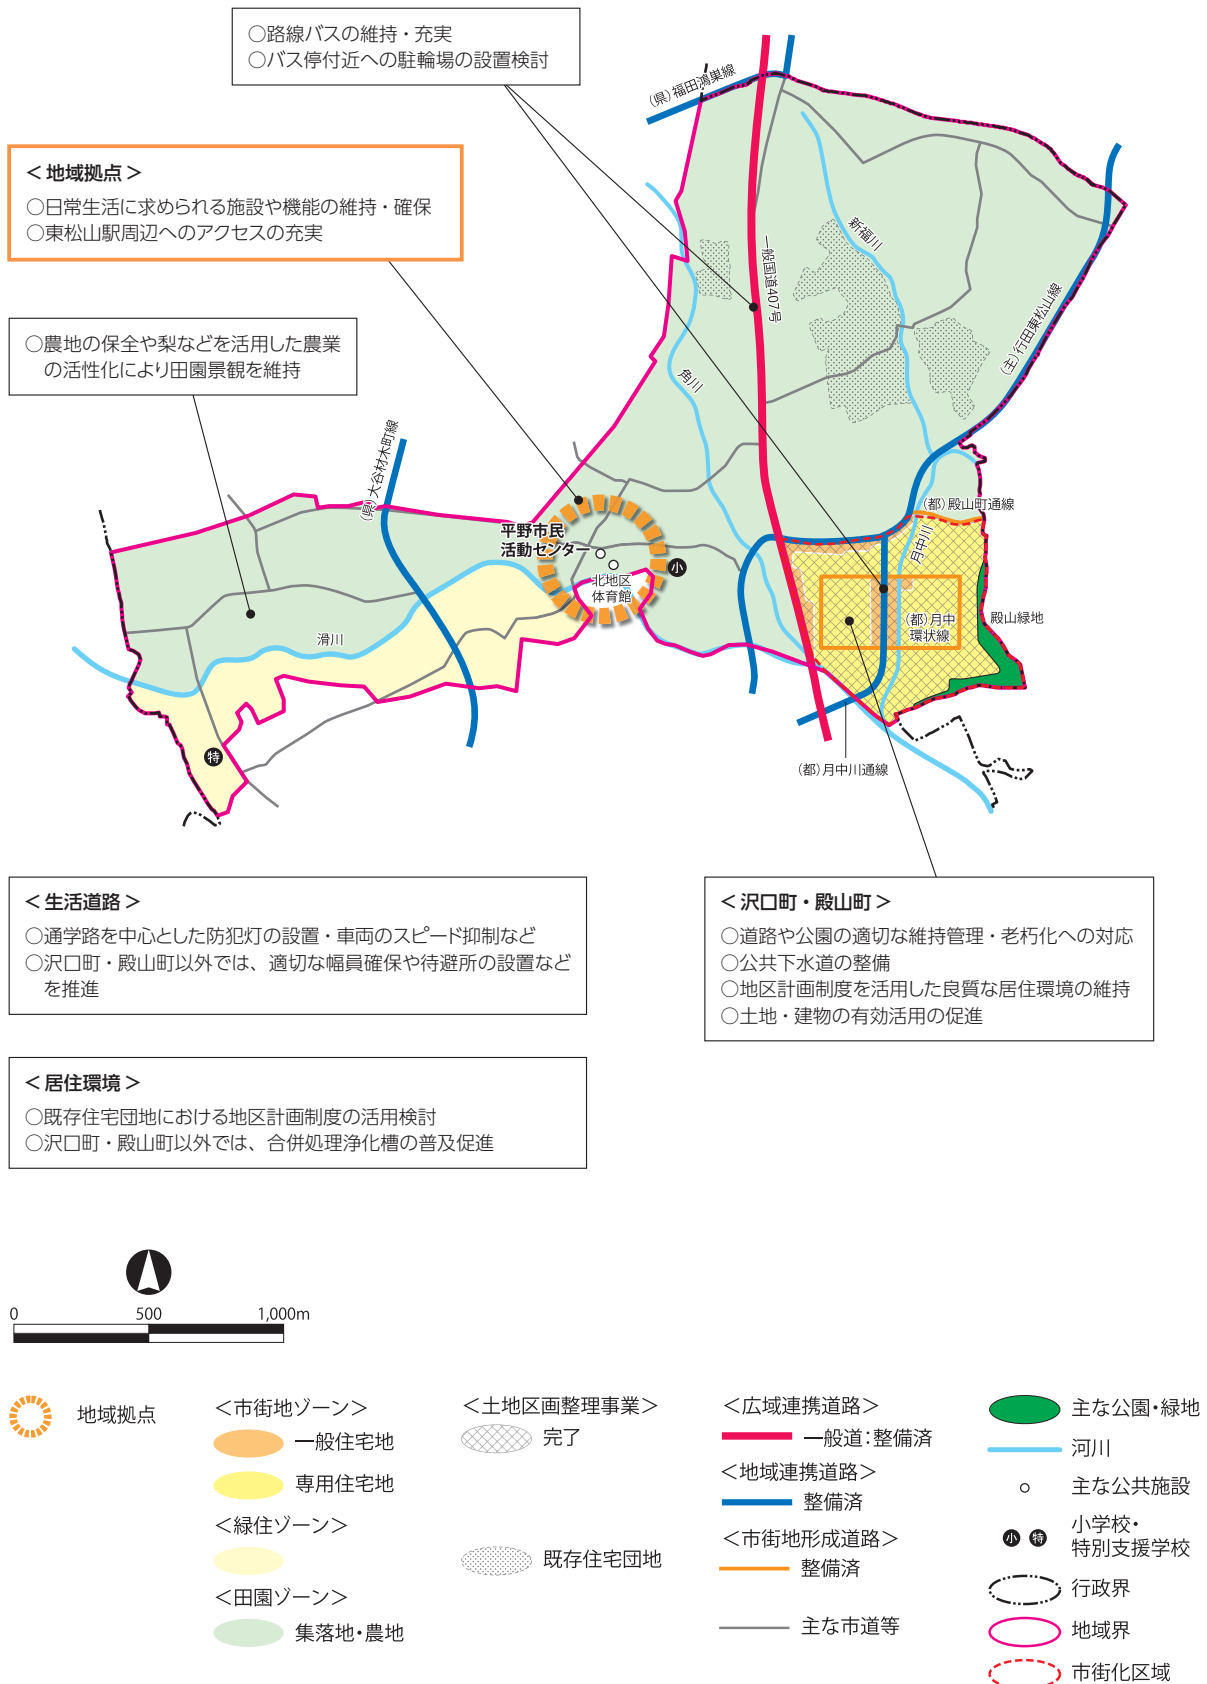 ○路線バスの維持・充実
○バス停付近への駐輪場の設置検討
＜地域拠点＞
○日常生活に求められる施設や機能の維持・確保
○東松山駅周辺へのアクセスの充実
○農地の保全や梨などを活用した農業
の活性化により田園景観を維持
（県）福田鴻巣線
新福川
一般国道407号
（主）行田東松山線
角川
（県）大谷材木町線
（都）殿山町通線
平野市民
活動センター
月中川
小
北地区
体育館
（都）月中
環状線
殿山緑地
滑川
特
（都）月中川通線
＜生活道路＞
○通学路を中心とした防犯灯の設置・車両のスピード抑制など
○沢口町・殿山町以外では、適切な幅員確保や待避所の設置など
を推進
＜沢口町・殿山町＞
○道路や公園の適切な維持管理・老朽化への対応
○公共下水道の整備
○地区計画制度を活用した良質な居住環境の維持
○土地・建物の有効活用の促進
＜居住環境＞
○既存住宅団地における地区計画制度の活用検討
○沢口町・殿山町以外では、合併処理浄化槽の普及促進
0 500 1,000m
地域拠点
＜市街地ゾーン＞
一般住宅地
専用住宅地
＜緑住ゾーン＞
＜田園ゾーン＞
集落地・農地
＜土地区画整理事業＞
完了
既存住宅団地
＜広域連携道路＞
一般道：整備済
＜地域連携道路＞
整備済
＜市街地形成道路＞
整備済
主な市道等
主な公園・緑地
河川
主な公共施設
小 特 小学校・
特別支援学校
行政界
地域界
市街化区域